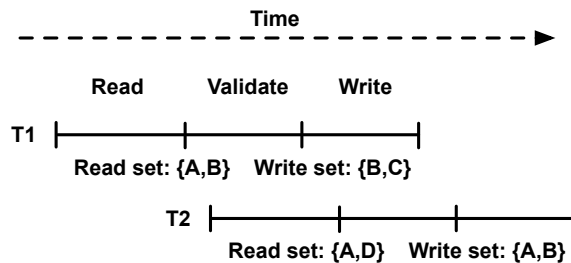 Time
Read Validate Write
T1
Read set: {A,B} Write set: {B,C}
T2
Read set: {A,D} Write set: {A,B}